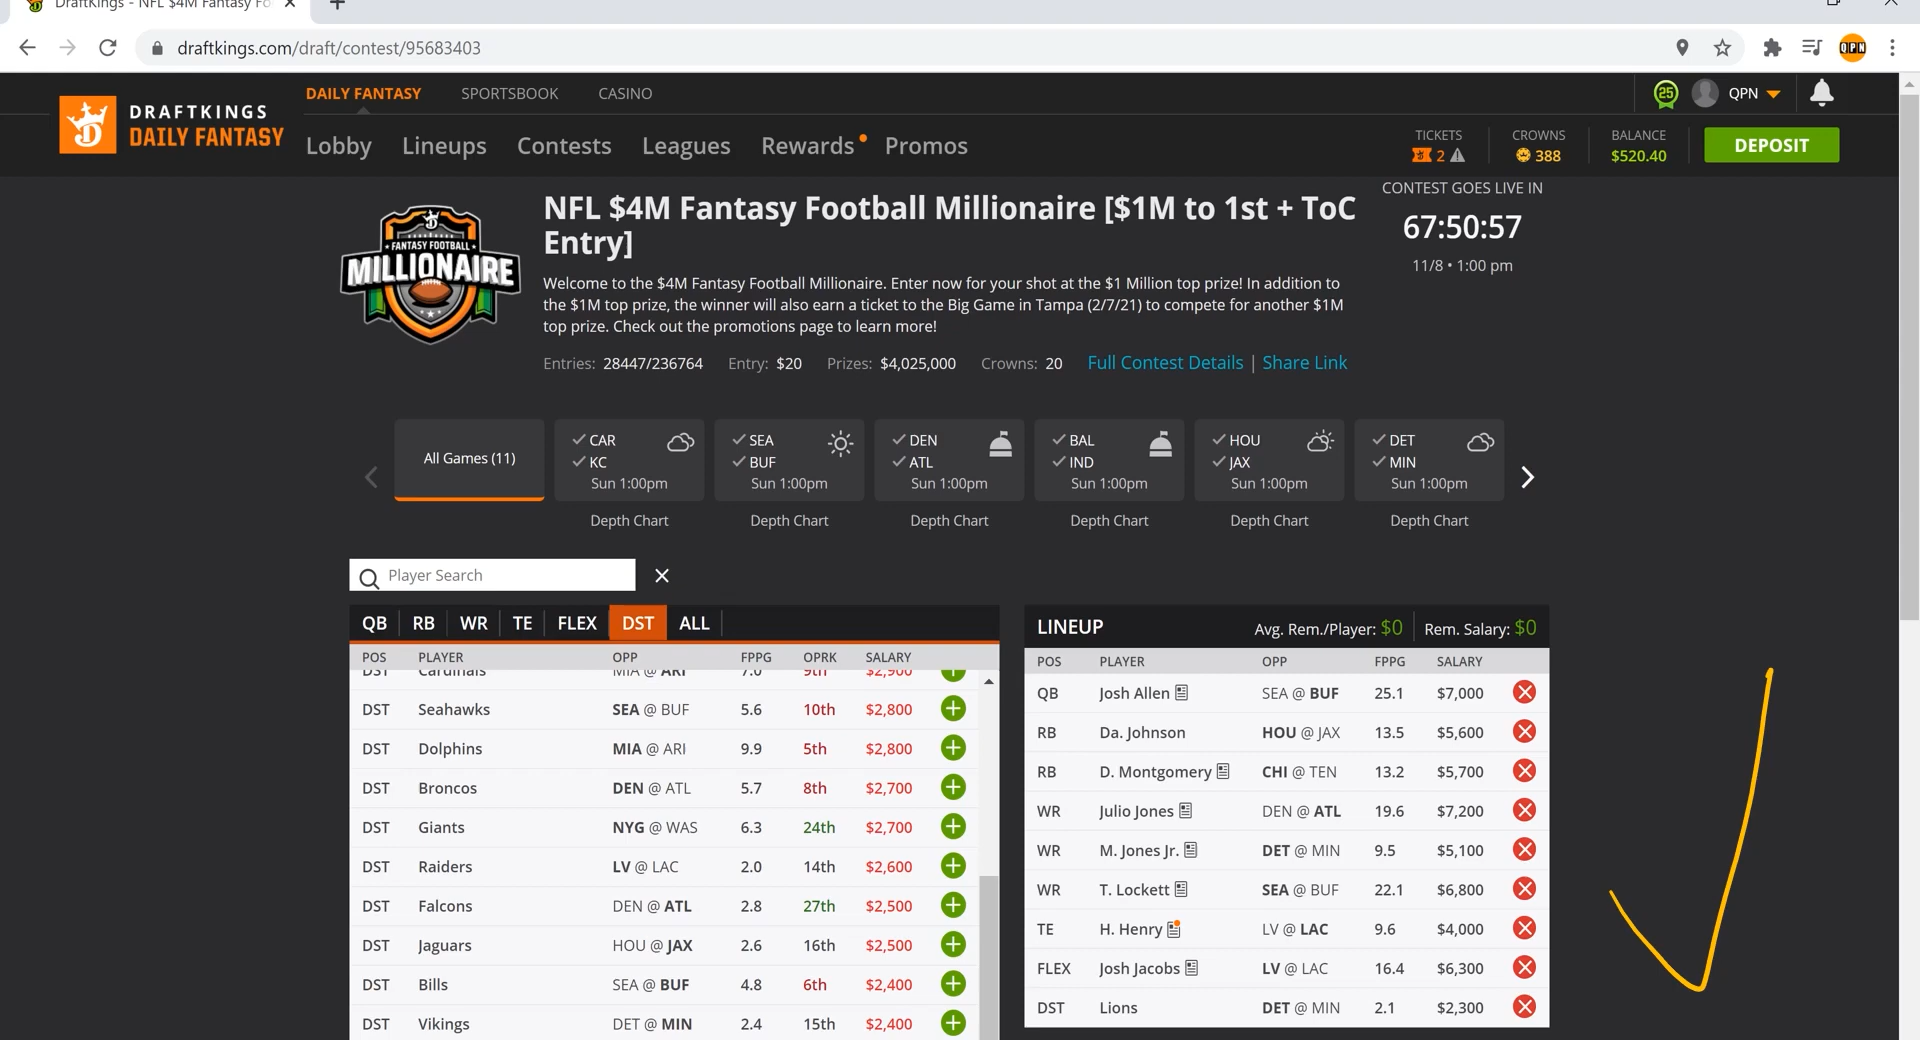 DraftKings - NFL $4M Fantasy Fo
draftkings.com/draft/contest/95683403
QPN
DRAFTKINGS
DAILY FANTASY
DAILY FANTASY SPORTSBOOK CASINO
25 QPN
Lobby Lineups Contests Leagues Rewards Promos
TICKETS CROWNS BALANCE
2 388 $520.40
DEPOSIT
FANTASY FOOTBALL
MILLIONAIRE
NFL $4M Fantasy Football Millionaire [$1M to 1st + ToC
Entry]
CONTEST GOES LIVE IN
67:50:57
11/8 • 1:00 pm
Welcome to the $4M Fantasy Football Millionaire. Enter now for your shot at the $1 Million top prize! In addition to
the $1M top prize, the winner will also earn a ticket to the Big Game in Tampa (2/7/21) to compete for another $1M
top prize. Check out the promotions page to learn more!
Entries: 28447/236764 Entry: $20 Prizes: $4,025,000 Crowns: 20 Full Contest Details | Share Link
All Games (11)
CAR
KC
Sun 1:00pm
Depth Chart
SEA
BUF
Sun 1:00pm
Depth Chart
DEN
ATL
Sun 1:00pm
Depth Chart
BAL
IND
Sun 1:00pm
Depth Chart
HOU
JAX
Sun 1:00pm
Depth Chart
DET
MIN
Sun 1:00pm
Depth Chart
Player Search
QB RB WR TE FLEX DST ALL
POS PLAYER OPP FPPG OPRK SALARY
DST Cardinals MIA @ ARI 7.0 9th $2,900
DST Seahawks SEA @ BUF 5.6 10th $2,800
DST Dolphins MIA @ ARI 9.9 5th $2,800
DST Broncos DEN @ ATL 5.7 8th $2,700
DST Giants NYG @ WAS 6.3 24th $2,700
DST Raiders LV @ LAC 2.0 14th $2,600
DST Falcons DEN @ ATL 2.8 27th $2,500
DST Jaguars HOU @ JAX 2.6 16th $2,500
DST Bills SEA @ BUF 4.8 6th $2,400
DST Vikings DET @ MIN 2.4 15th $2,400
LINEUP Avg. Rem./Player: $0 Rem. Salary: $0
POS PLAYER OPP FPPG SALARY
QB Josh Allen SEA @ BUF 25.1 $7,000
RB Da. Johnson HOU @ JAX 13.5 $5,600
RB D. Montgomery CHI @ TEN 13.2 $5,700
WR Julio Jones DEN @ ATL 19.6 $7,200
WR M. Jones Jr. DET @ MIN 9.5 $5,100
WR T. Lockett SEA @ BUF 22.1 $6,800
TE H. Henry LV @ LAC 9.6 $4,000
FLEX Josh Jacobs LV @ LAC 16.4 $6,300
DST Lions DET @ MIN 2.1 $2,300